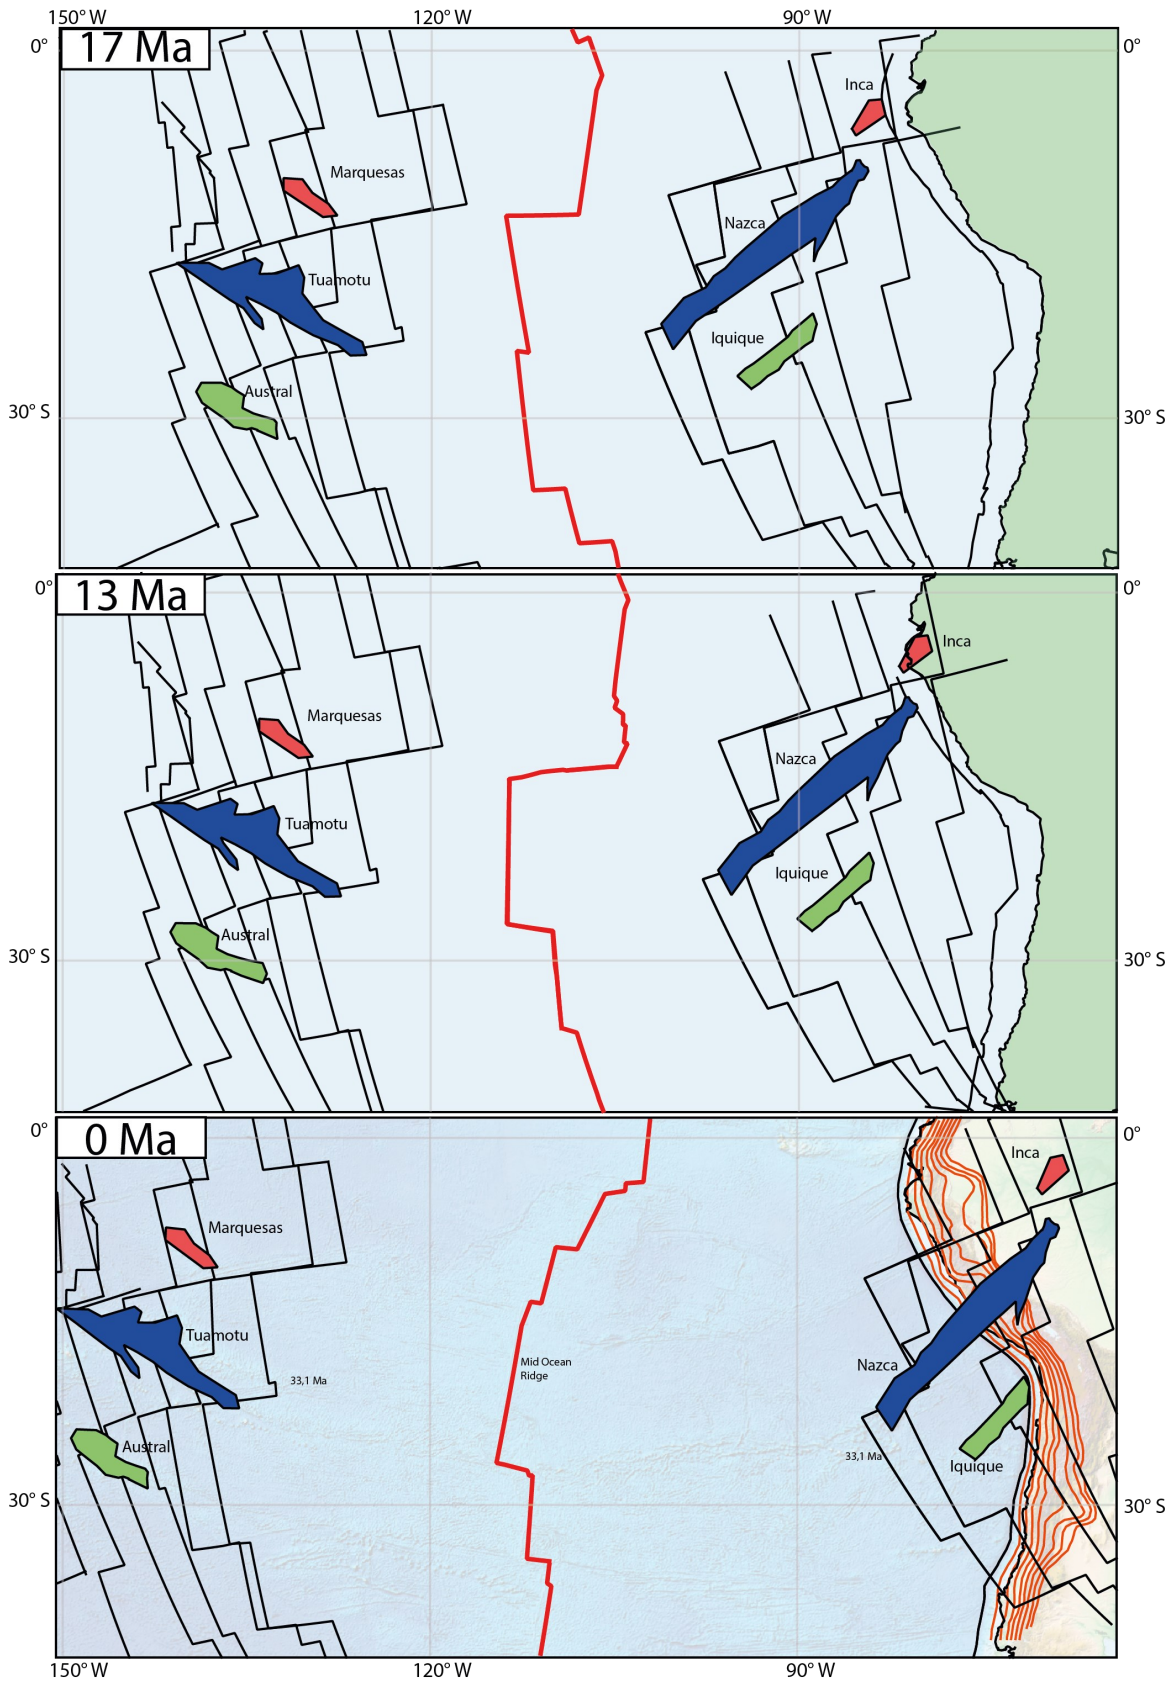 150°W 120°W 90°W
17 Ma
0° 0°
Inca
Marquesas
Nazca
Tuamotu
Iquique
Austral
30°S 30°S
13 Ma
0° 0°
Inca
Marquesas
Nazca
Tuamotu
Iquique
Austral
30°S 30°S
0 Ma
0° 0°
Inca
Marquesas
Tuamotu
Mid Ocean
Ridge
Nazca
33,1 Ma
Austral
33,1 Ma
Iquique
30°S 30°S
150°W 120°W 90°W